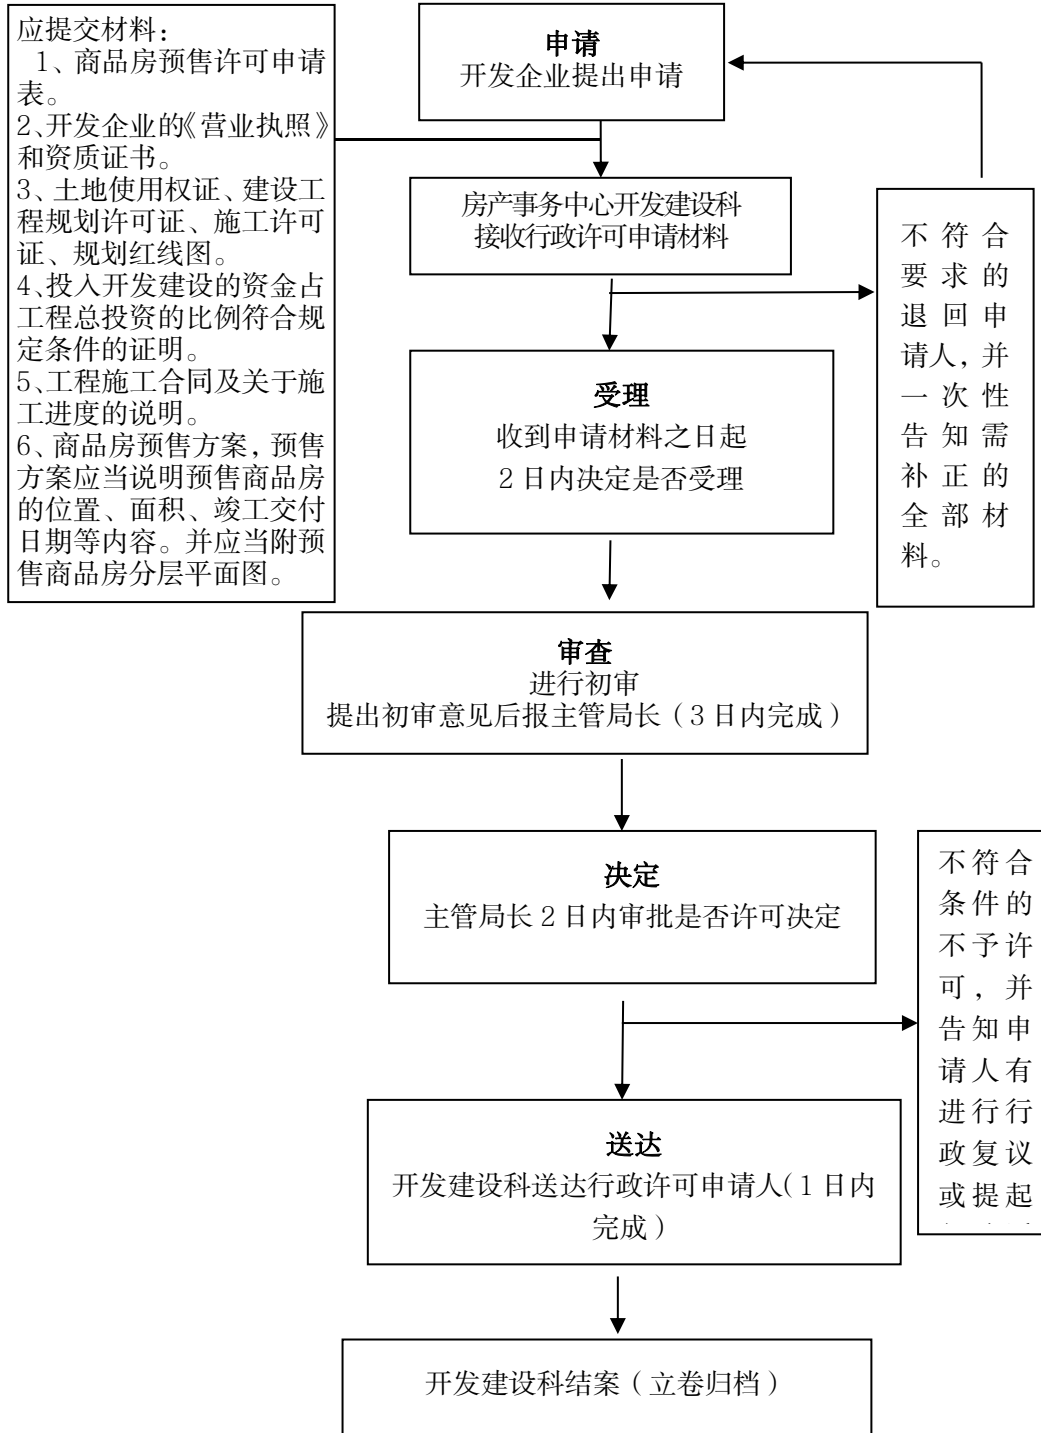 应提交材料：
1、商品房预售许可申请
表。
2、开发企业的《营业执照》
和资质证书。
3、土地使用权证、建设工
程规划许可证、施工许可
证、规划红线图。
4、投入开发建设的资金占
工程总投资的比例符合规
定条件的证明。
5、工程施工合同及关于施
工进度的说明。
6、商品房预售方案，预售
方案应当说明预售商品房
的位置、面积、竣工交付
日期等内容。并应当附预
售商品房分层平面图。
申请
开发企业提出申请
房产事务中心开发建设科
接收行政许可申请材料
不符合
要求的
退回申
请人，并
一次性
告知需
补正的
全部材
料。
受理
收到申请材料之日起
2日内决定是否受理
审查
进行初审
提出初审意见后报主管局长（3日内完成）
决定
主管局长2日内审批是否许可决定
不符合
条件的
不予许
可，并
告知申
请人有
进行行
政复议
或提起
送达
开发建设科送达行政许可申请人（1日内
完成）
开发建设科结案（立卷归档）